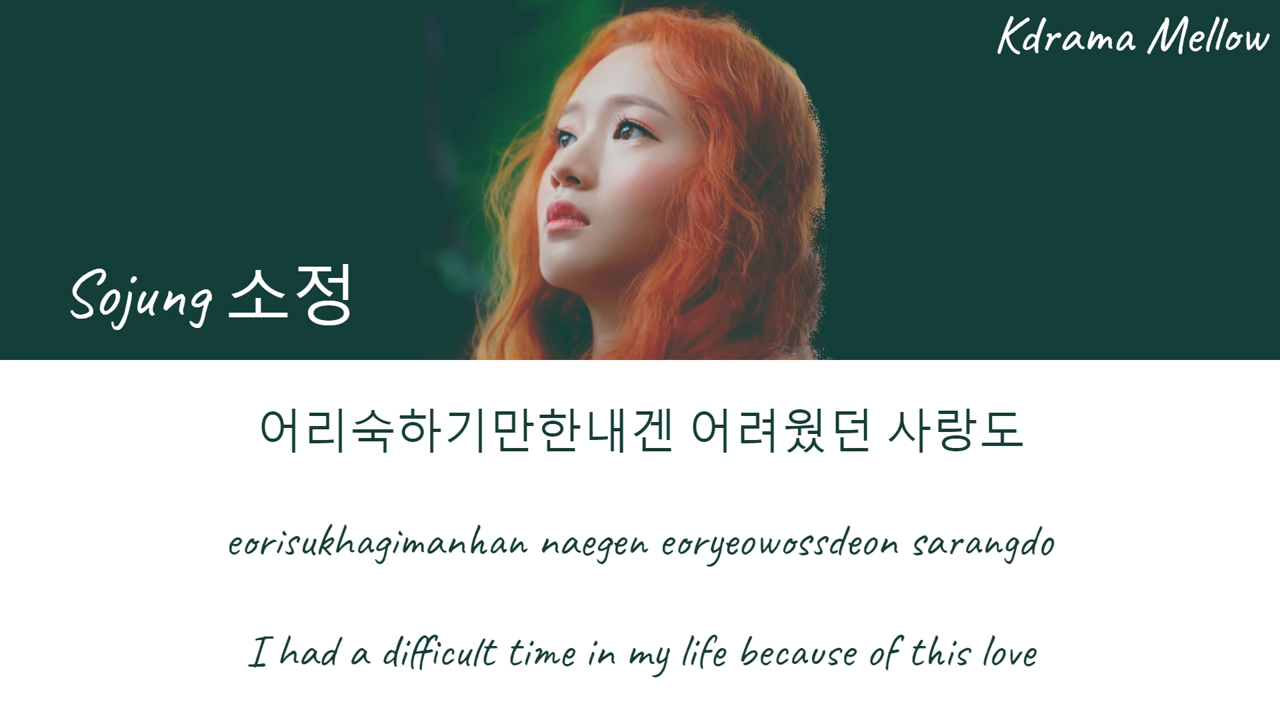 Kdrama Mellow
Sojung 소정
어리숙하기만한내겐 어려웠던 사랑도
eorisukhagimanhan naegen eoryeowossdeon sarangdo
I had a difficult time in my life because of this love